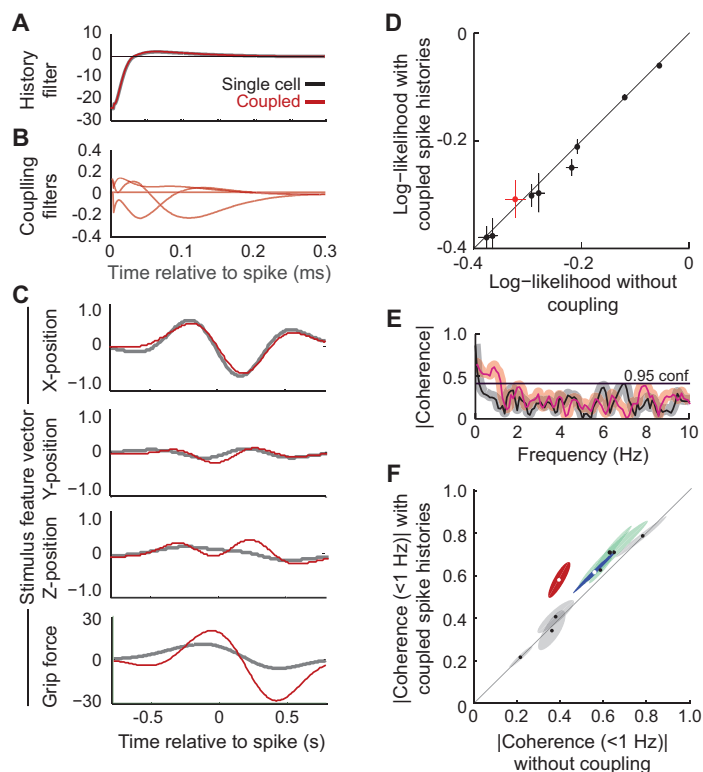 A
History
filter
10
0
-10
-20
-30
Single cell
Coupled
B
Couplling
filters
0.4
0.2
0
-0.2
-0.4
0
0.1
0.2
0.3
Time relative to spike (ms)
C
Stimulus feature vector
X-position
1.0
0
−1.0
Y-position
1.0
0
−1.0
Z-position
1.0
0
−1.0
Grip force
30
0
−30
-0.5
0
0.5
Time relative to spike (s)
D
Log−likelihood with
coupled spike histories
0
-0.2
-0.4
-0.4
-0.2
0
Log−likelihood without
coupling
E
|Coherence|
1.0
0.5
0
0.95 conf
0
2
4
6
8
10
Frequency (Hz)
F
|Coherence (<1 Hz)| with
coupled spike histories
1.0
0.8
0.6
0.4
0.2
0
0
0.2
0.4
0.6
0.8
1.0
|Coherence (<1 Hz)|
without coupling